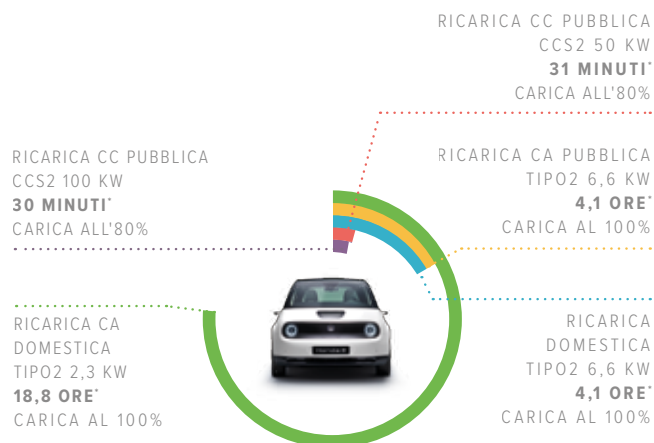 RICARICA CC PUBBLICA
CCS2 50 KW
31 MINUTI*
CARICA ALL'80%
RICARICA CC PUBBLICA
CCS2 100 KW
30 MINUTI*
CARICA ALL'80%
RICARICA CA PUBBLICA
TIPO2 6,6 KW
4,1 ORE*
CARICA AL 100%
RICARICA CA
DOMESTICA
TIPO2 2,3 KW
18,8 ORE*
CARICA AL 100%
RICARICA
DOMESTICA
TIPO2 6,6 KW
4,1 ORE*
CARICA AL 100%